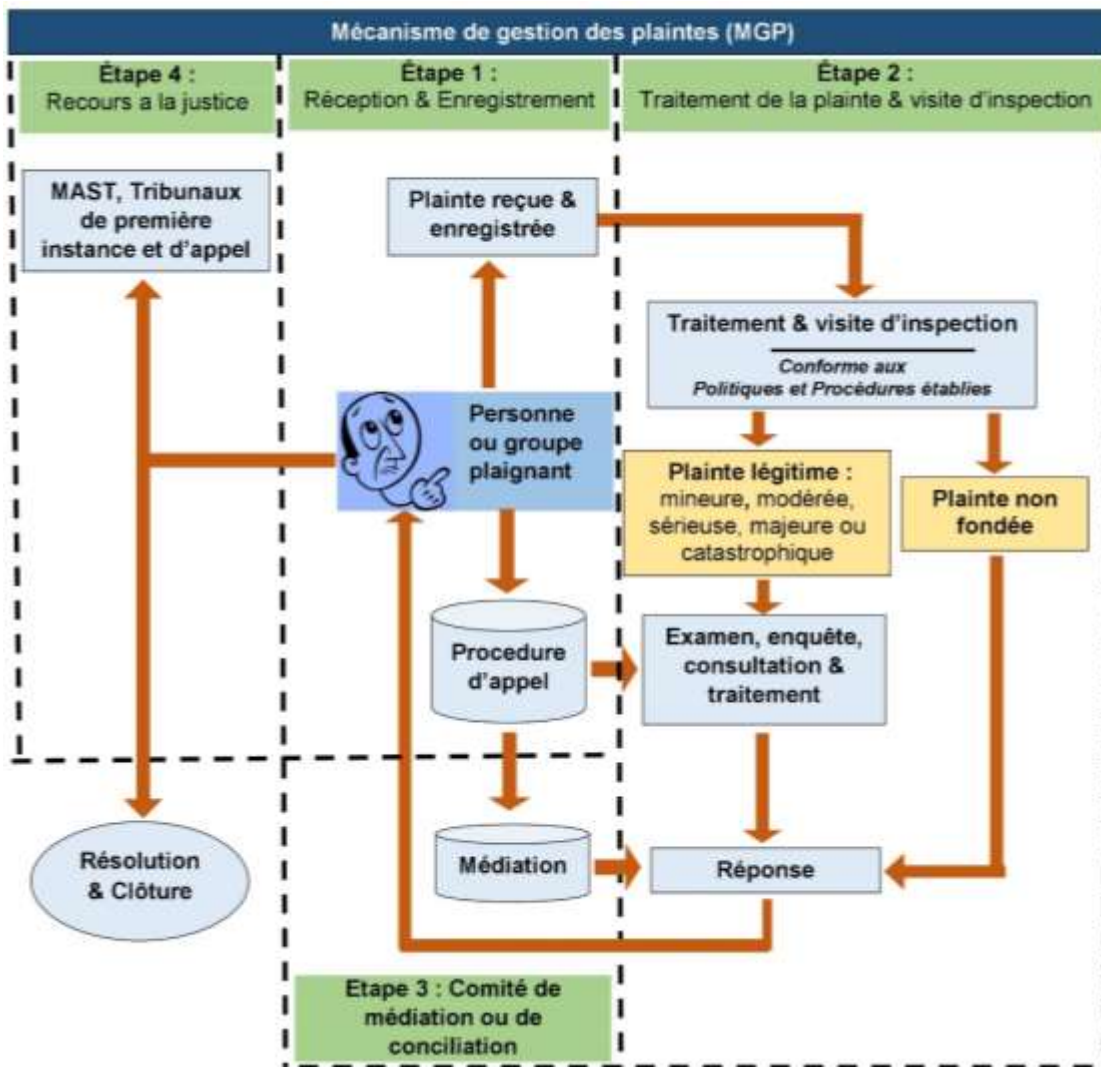 Mécanisme de gestion des plaintes (MGP)
Étape 4 :
Recours a la justice
Étape 1 :
Réception & Enregistrement
Étape 2 :
Traitement de la plainte & visite d'inspection
MAST, Tribunaux
de première
instance et d'appel
Plainte reçue &
enregistrée
Traitement & visite d'inspection
Conforme aux
Politiques et Procédures établies
Personne
ou groupe
plaignant
Plainte légitime :
mineure, modérée,
sérieuse, majeure ou
catastrophique
Plainte non
fondée
Procedure
d'appel
Examen, enquête,
consultation &
traitement
Résolution
& Clôture
Médiation
Réponse
Etape 3 : Comité de
médiation ou de
conciliation